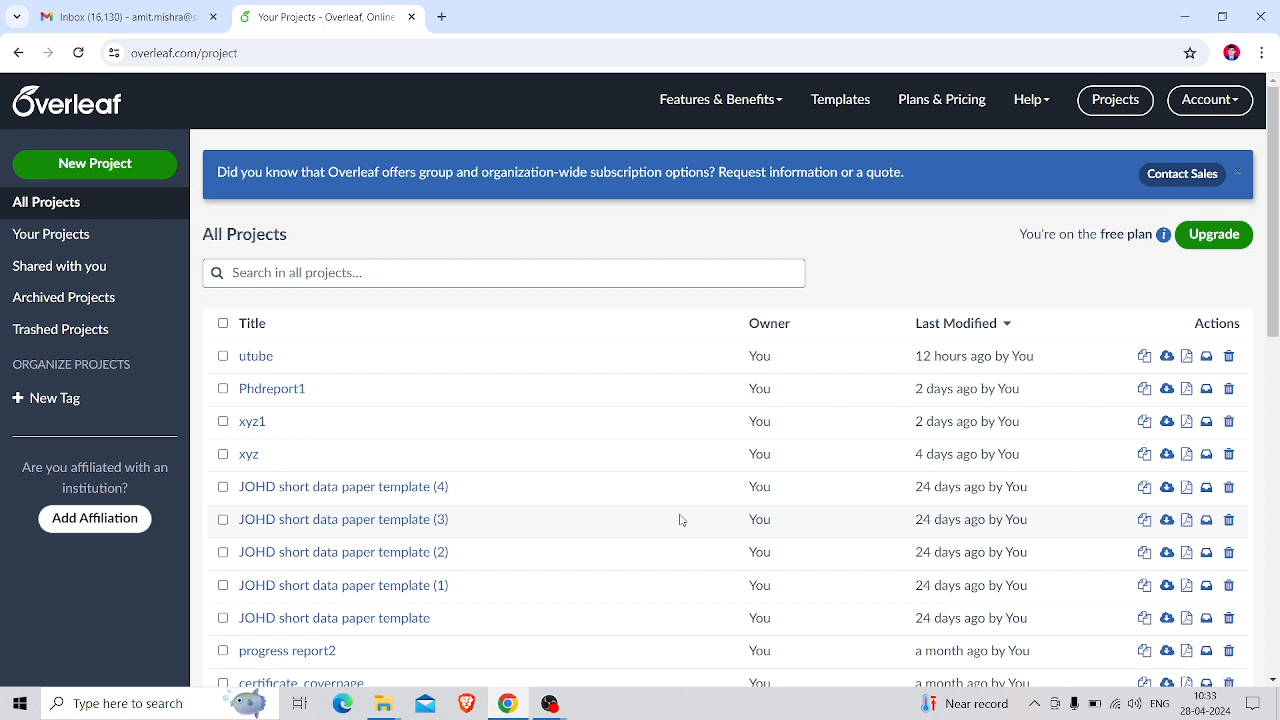 Inbox (16,130) - amit.mishra@s
Your Projects - Overleaf, Online
overleaf.com/project
Overleaf
Features & Benefits
Templates
Plans & Pricing
Help
Projects
Account
New Project
All Projects
Your Projects
Shared with you
Archived Projects
Trashed Projects
ORGANIZE PROJECTS
New Tag
Are you affiliated with an
institution?
Add Affiliation
Did you know that Overleaf offers group and organization-wide subscription options? Request information or a quote.
Contact Sales
All Projects
You're on the free plan
Upgrade
Search in all projects...
Title Owner Last Modified Actions
utube You 12 hours ago by You
Phdreport1 You 2 days ago by You
xyz1 You 2 days ago by You
xyz You 4 days ago by You
JOHD short data paper template (4) You 24 days ago by You
JOHD short data paper template (3) You 24 days ago by You
JOHD short data paper template (2) You 24 days ago by You
JOHD short data paper template (1) You 24 days ago by You
JOHD short data paper template You 24 days ago by You
progress report2 You a month ago by You
certificate_coverpage You a month ago by You
Type here to search
Near record
ENG
10:33
28-04-2024